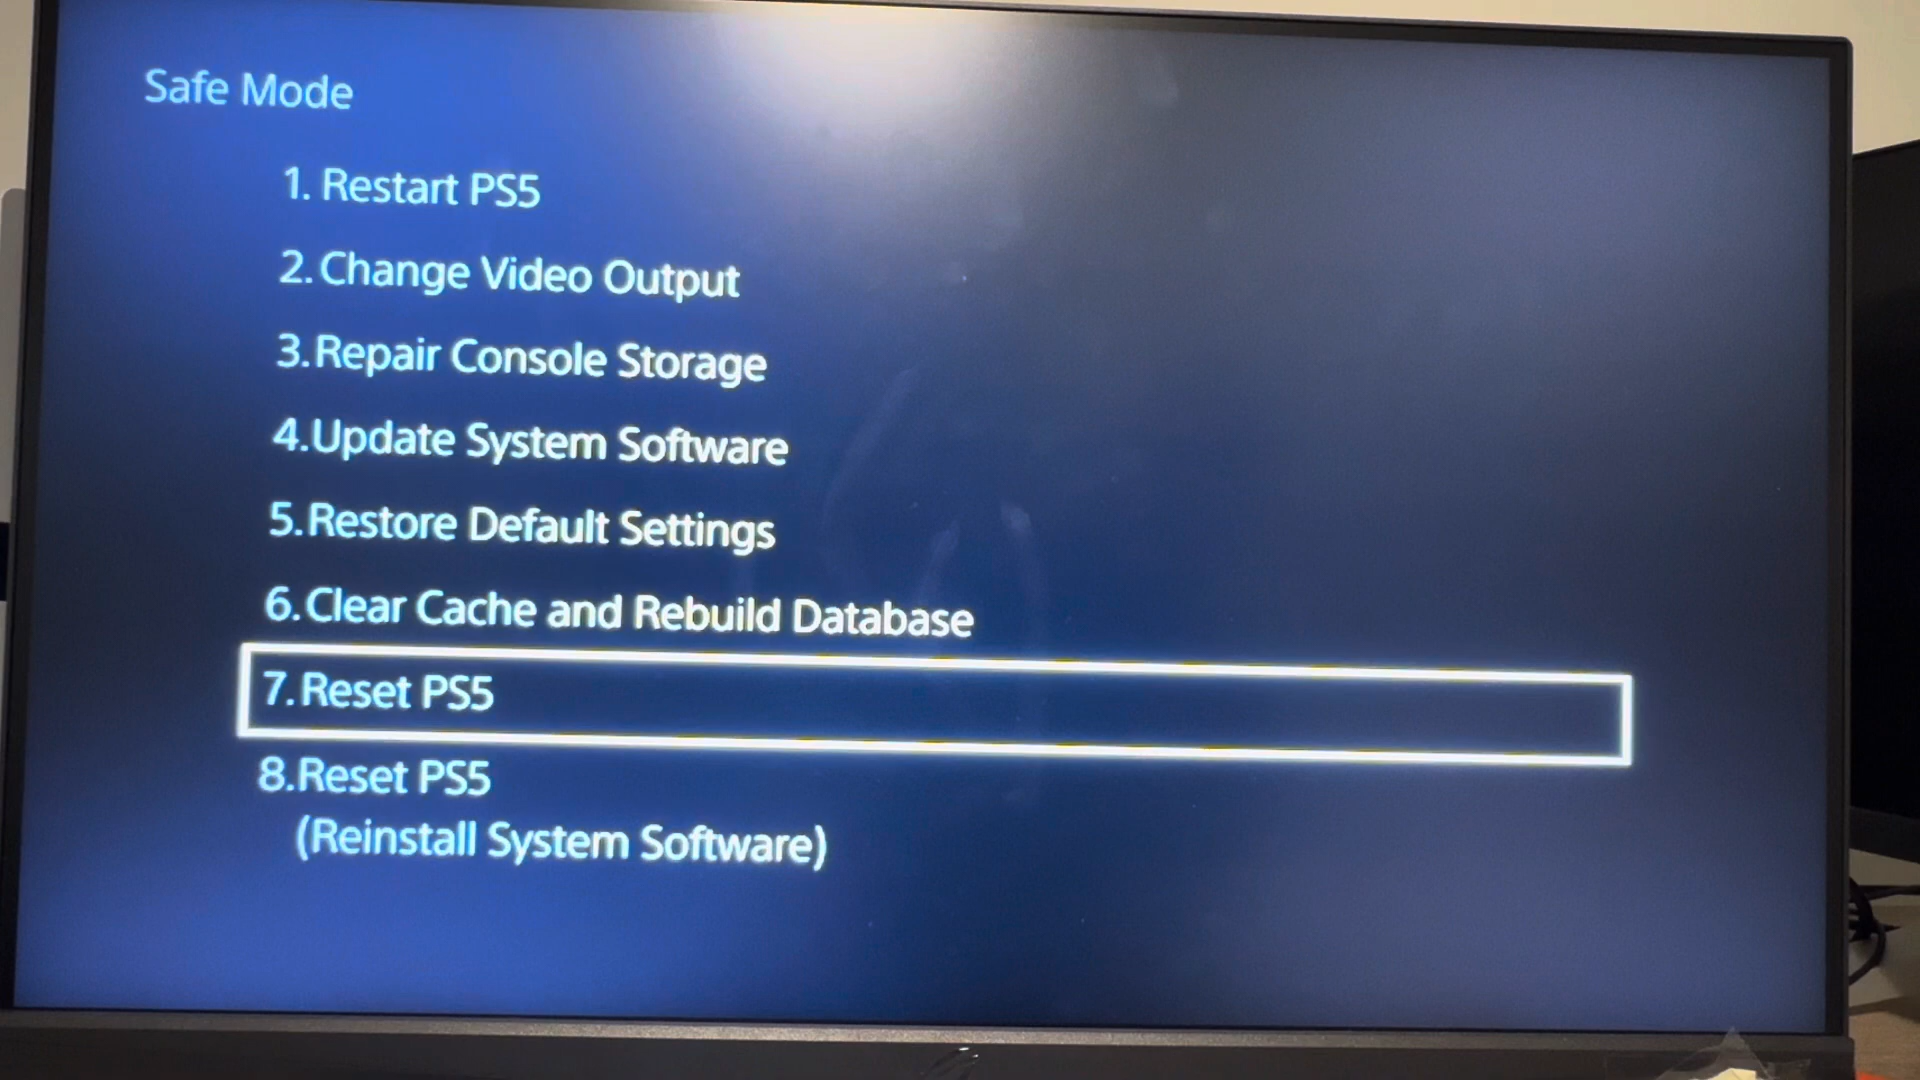 Safe Mode
1. Restart PS5
2. Change Video Output
3. Repair Console Storage
4. Update System Software
5. Restore Default Settings
6. Clear Cache and Rebuild Database
7. Reset PS5
8. Reset PS5
(Reinstall System Software)